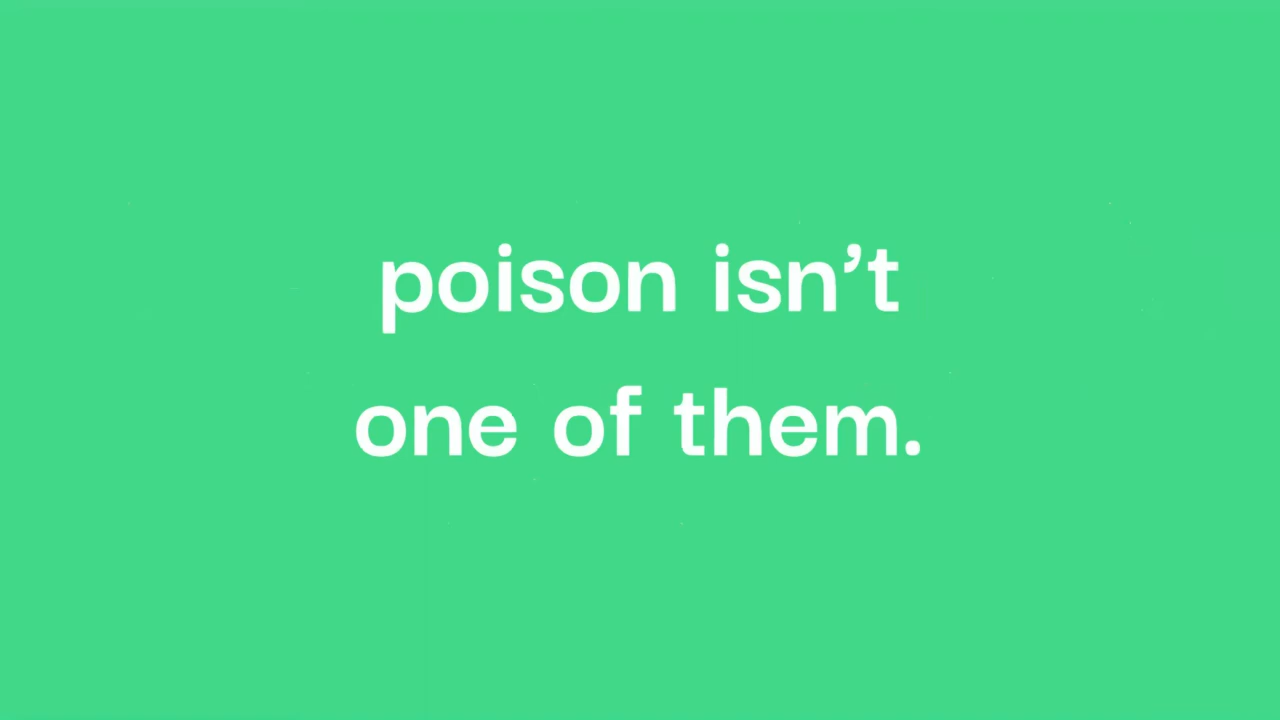 poison isn’t
one of them.